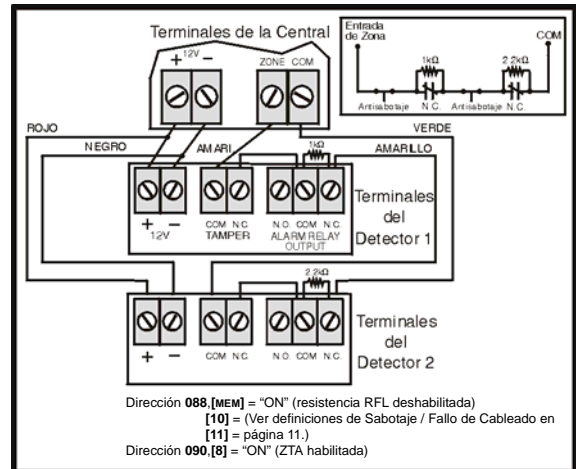 Terminales de la Central
+ 12V -
ZONE COM
Entrada
de Zona
COM
1kΩ
2.2kΩ
Antisabotaje N.C. Antisabotaje N.C.
ROJO
VERDE
NEGRO
AMARI
1kΩ
AMARILLO
+ -
12V
COM N.C.
TAMPER
N.O. COM N.C.
ALARM RELAY
OUTPUT
Terminales
del
Detector 1
2.2kΩ
+ -
COM N.C.
N.O. COM N.C.
Terminales
del
Detector 2
Dirección 088,[MEM] = “ON” (resistencia RFL deshabilitada)
[10] = (Ver definiciones de Sabotaje / Fallo de Cableado en
[11] = página 11.)
Dirección 090,[8] = “ON” (ZTA habilitada)